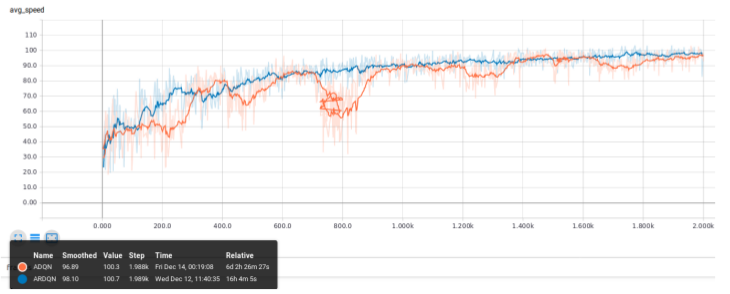 avg_speed
110
100
90.0
80.0
70.0
60.0
50.0
40.0
30.0
20.0
10.0
0.00
0.000 200.0 400.0 600.0 800.0 1.000k 1.200k 1.400k 1.600k 1.800k 2.000k
Name Smoothed Value Step Time Relative
ADQN 96.89 100.3 1.988k Fri Dec 14, 00:19:08 6d 2h 26m 27s
ARDQN 98.10 100.7 1.989k Wed Dec 12, 11:40:35 16h 4m 5s